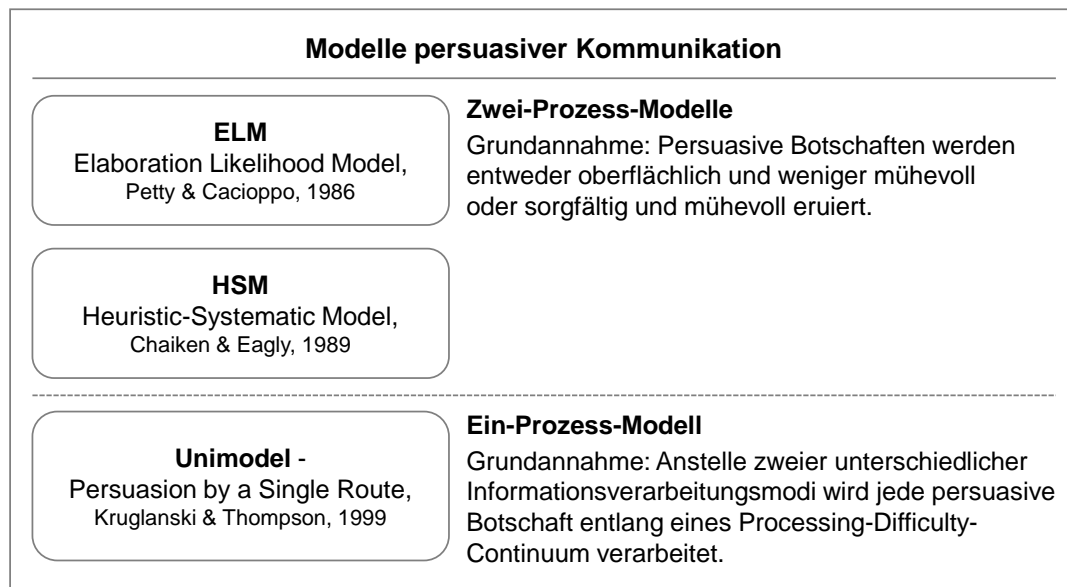 Modelle persuasiver Kommunikation
ELM
Elaboration Likelihood Model,
Petty & Cacioppo, 1986
Zwei-Prozess-Modelle
Grundannahme: Persuasive Botschaften werden
entweder oberflächlich und weniger mühevoll
oder sorgfältig und mühevoll eruiert.
HSM
Heuristic-Systematic Model,
Chaiken & Eagly, 1989
Unimodel -
Persuasion by a Single Route,
Kruglanski & Thompson, 1999
Ein-Prozess-Modell
Grundannahme: Anstelle zweier unterschiedlicher
Informationsverarbeitungsmodi wird jede persuasive
Botschaft entlang eines Processing-Difficulty-
Continuum verarbeitet.